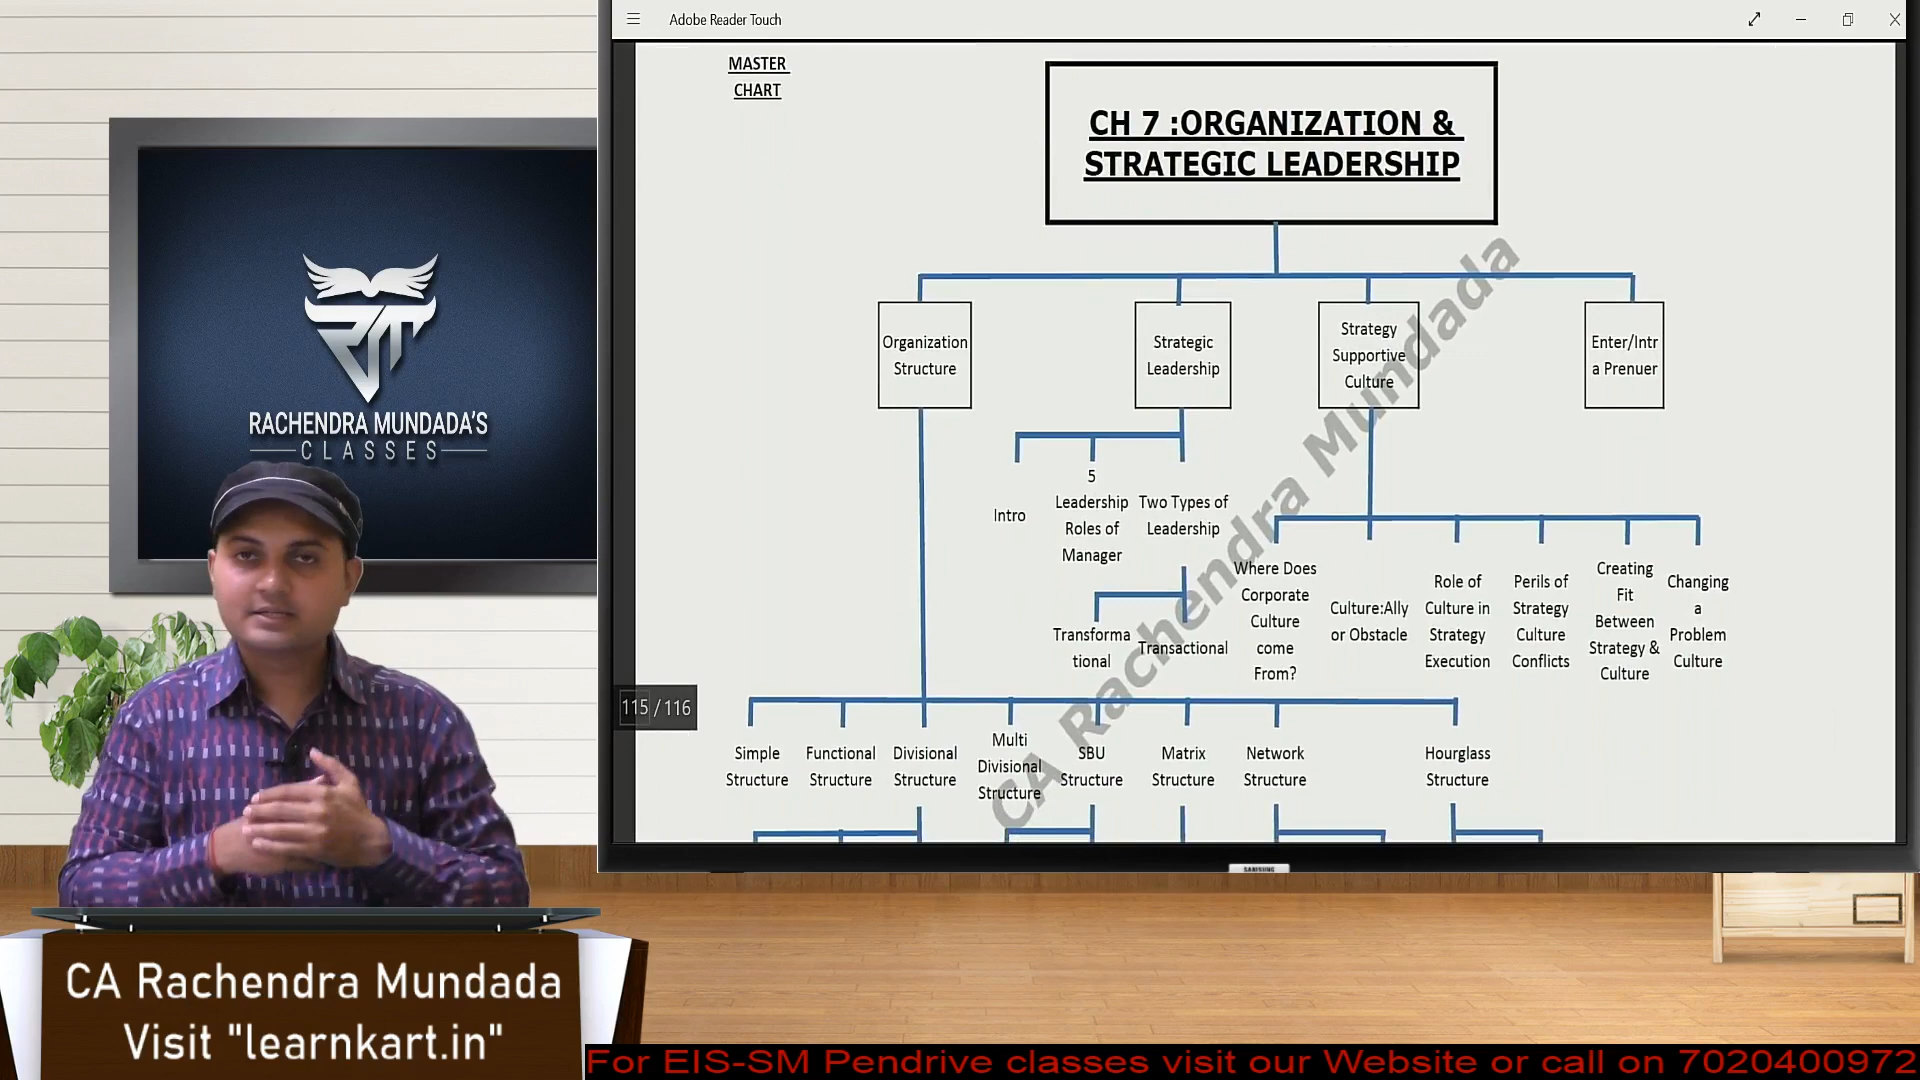 Adobe Reader Touch
MASTER
CHART
CH 7 :ORGANIZATION &
STRATEGIC LEADERSHIP
Organization
Structure
Strategic
Leadership
Strategy
Supportive
Culture
Enter/Intr
a Prenuer
Intro
5
Leadership
Roles of
Manager
Two Types of
Leadership
Transforma
tional
Transactional
Where Does
Corporate
Culture
come
From?
Culture:Ally
or Obstacle
Role of
Culture in
Strategy
Execution
Perils of
Strategy
Culture
Conflicts
Creating
Fit
Between
Strategy &
Culture
Changing
a
Problem
Culture
115 / 116
Simple
Structure
Functional
Structure
Divisional
Structure
Multi
Divisional
Structure
SBU
Structure
Matrix
Structure
Network
Structure
Hourglass
Structure
CA Rachendra Mundada
SAMSUNG
RACHENDRA MUNDADA'S
CLASSES
CA Rachendra Mundada
Visit "learnkart.in"
For EIS-SM Pendrive classes visit our Website or call on 7020400972